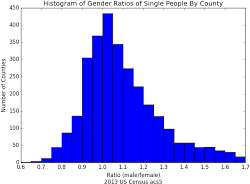 Histogram of Gender Ratios of Single People By County
Number of Counties
450
400
350
300
250
200
150
100
50
0
0.6 0.7 0.8 0.9 1.0 1.1 1.2 1.3 1.4 1.5 1.6 1.7
Ratio (male/female)
2013 US Census acs5